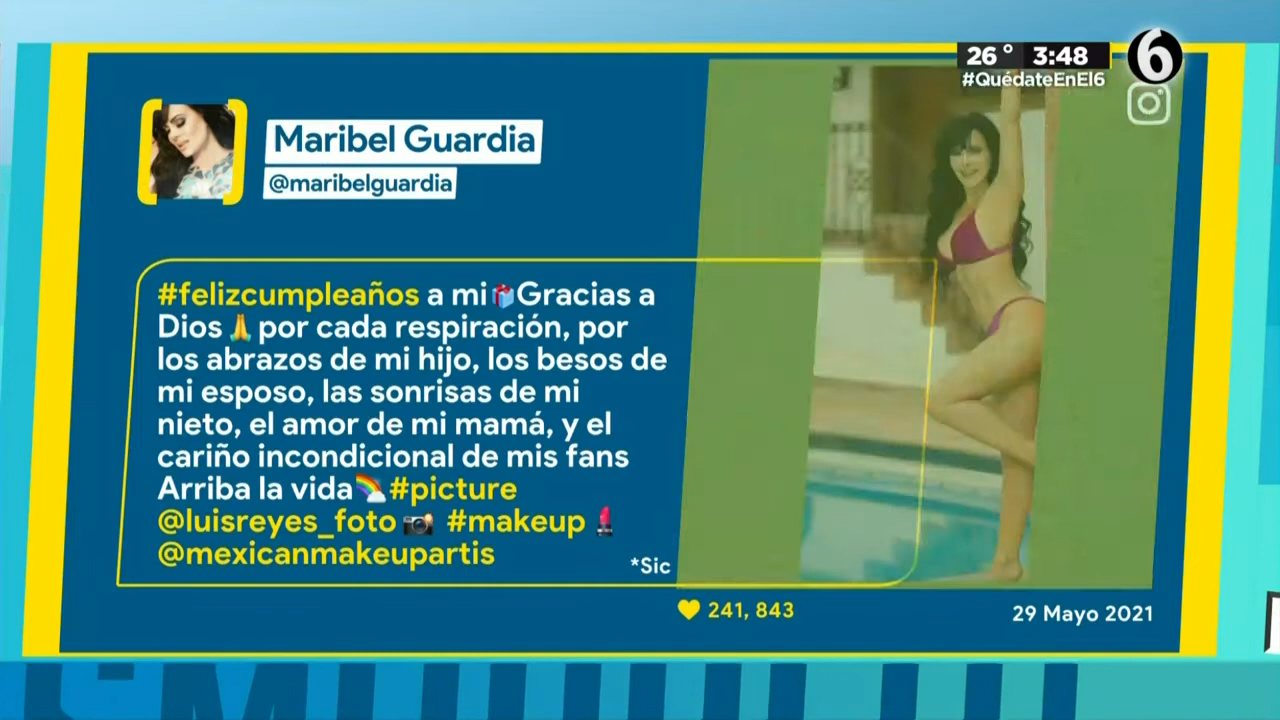 26° 3:48
6
#QuédateEnEl6
Maribel Guardia
@maribelguardia
#felizcumpleaños a mi🎁Gracias a
Dios🙏por cada respiración, por
los abrazos de mi hijo, los besos de
mi esposo, las sonrisas de mi
nieto, el amor de mi mamá, y el
cariño incondicional de mis fans
Arriba la vida🌈#picture
@luisreyes_foto📸 #makeup💄
@mexicanmakeupartis
*Sic
💛 241, 843
29 Mayo 2021